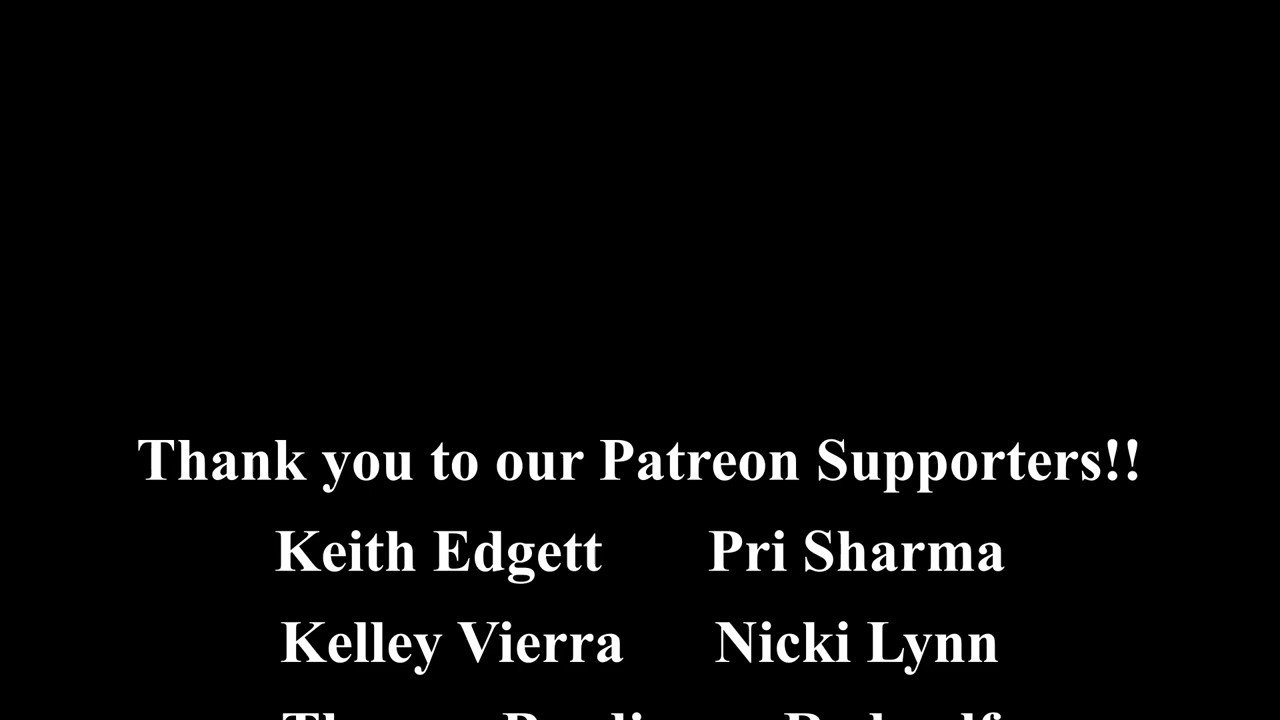 Thank you to our Patreon Supporters!!
Keith Edgett Pri Sharma
Kelley Vierra Nicki Lynn